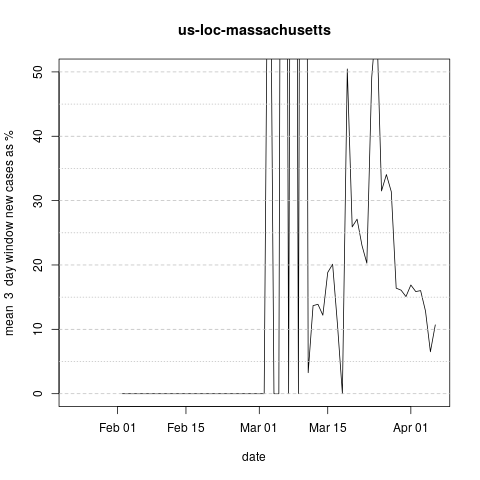 us-loc-massachusetts
mean 3 day window new cases as %
50
40
30
20
10
0
Feb 01 Feb 15 Mar 01 Mar 15 Apr 01
date